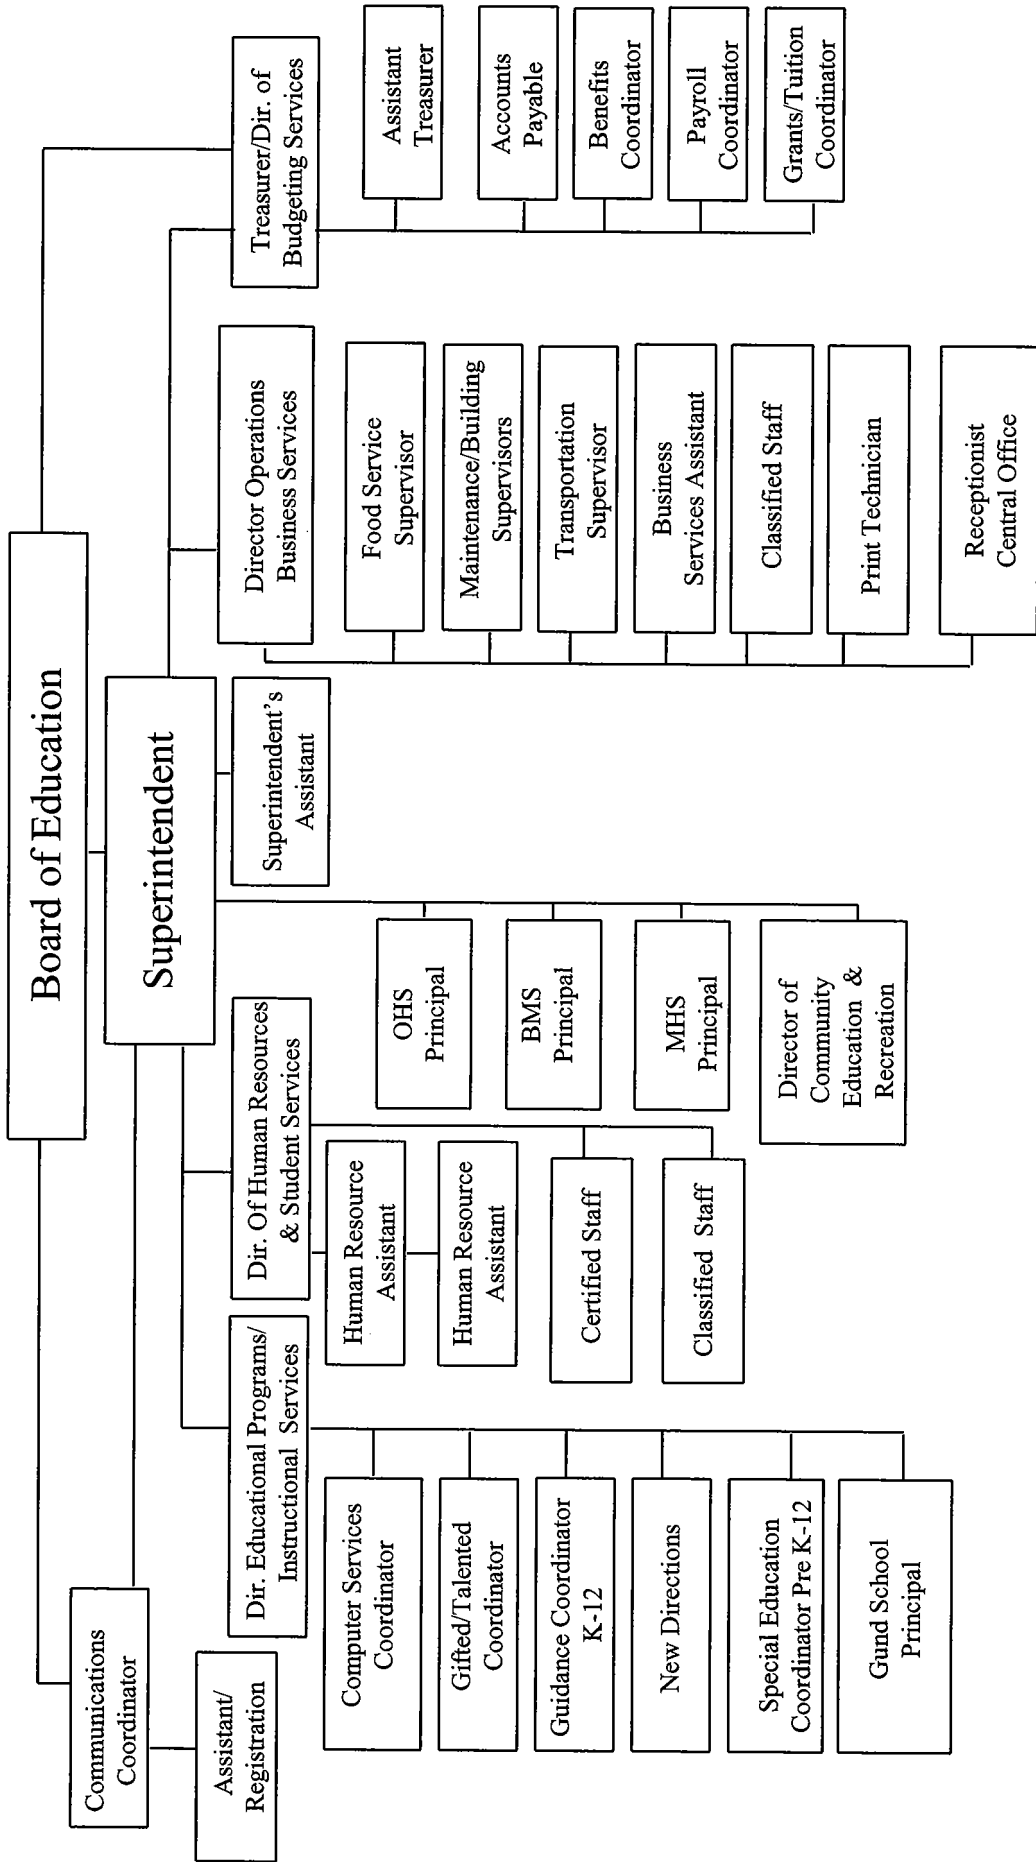 Board of Education
Superintendent
Communications
Coordinator
Assistant/
Registration
Dir. Educational Programs/
Instructional Services
Computer Services
Coordinator
Gifted/Talented
Coordinator
Guidance Coordinator
K-12
New Directions
Special Education
Coordinator Pre K-12
Gund School
Principal
Dir. Of Human Resources
& Student Services
Human Resource
Assistant
Human Resource
Assistant
Certified Staff
Classified Staff
OHS
Principal
BMS
Principal
MHS
Principal
Director of
Community
Education &
Recreation
Superintendent's
Assistant
Director Operations
Business Services
Food Service
Supervisor
Maintenance/Building
Supervisors
Transportation
Supervisor
Business
Services Assistant
Classified Staff
Print Technician
Receptionist
Central Office
Treasurer/Dir. of
Budgeting Services
Assistant
Treasurer
Accounts
Payable
Benefits
Coordinator
Payroll
Coordinator
Grants/Tuition
Coordinator